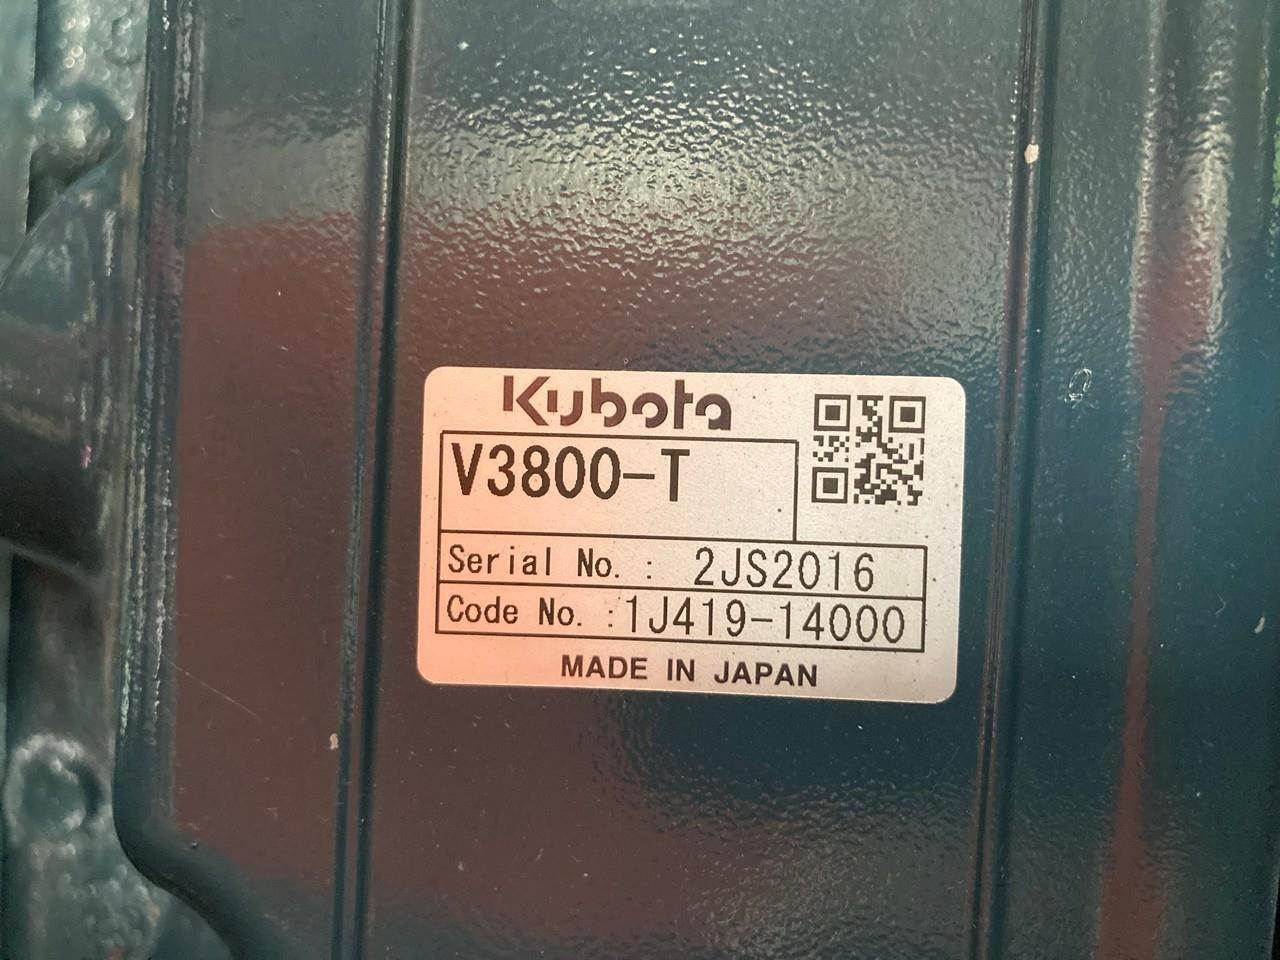 Kubota
V3800-T
Serial No. : 2JS2016
Code No. : 1J419-14000
MADE IN JAPAN